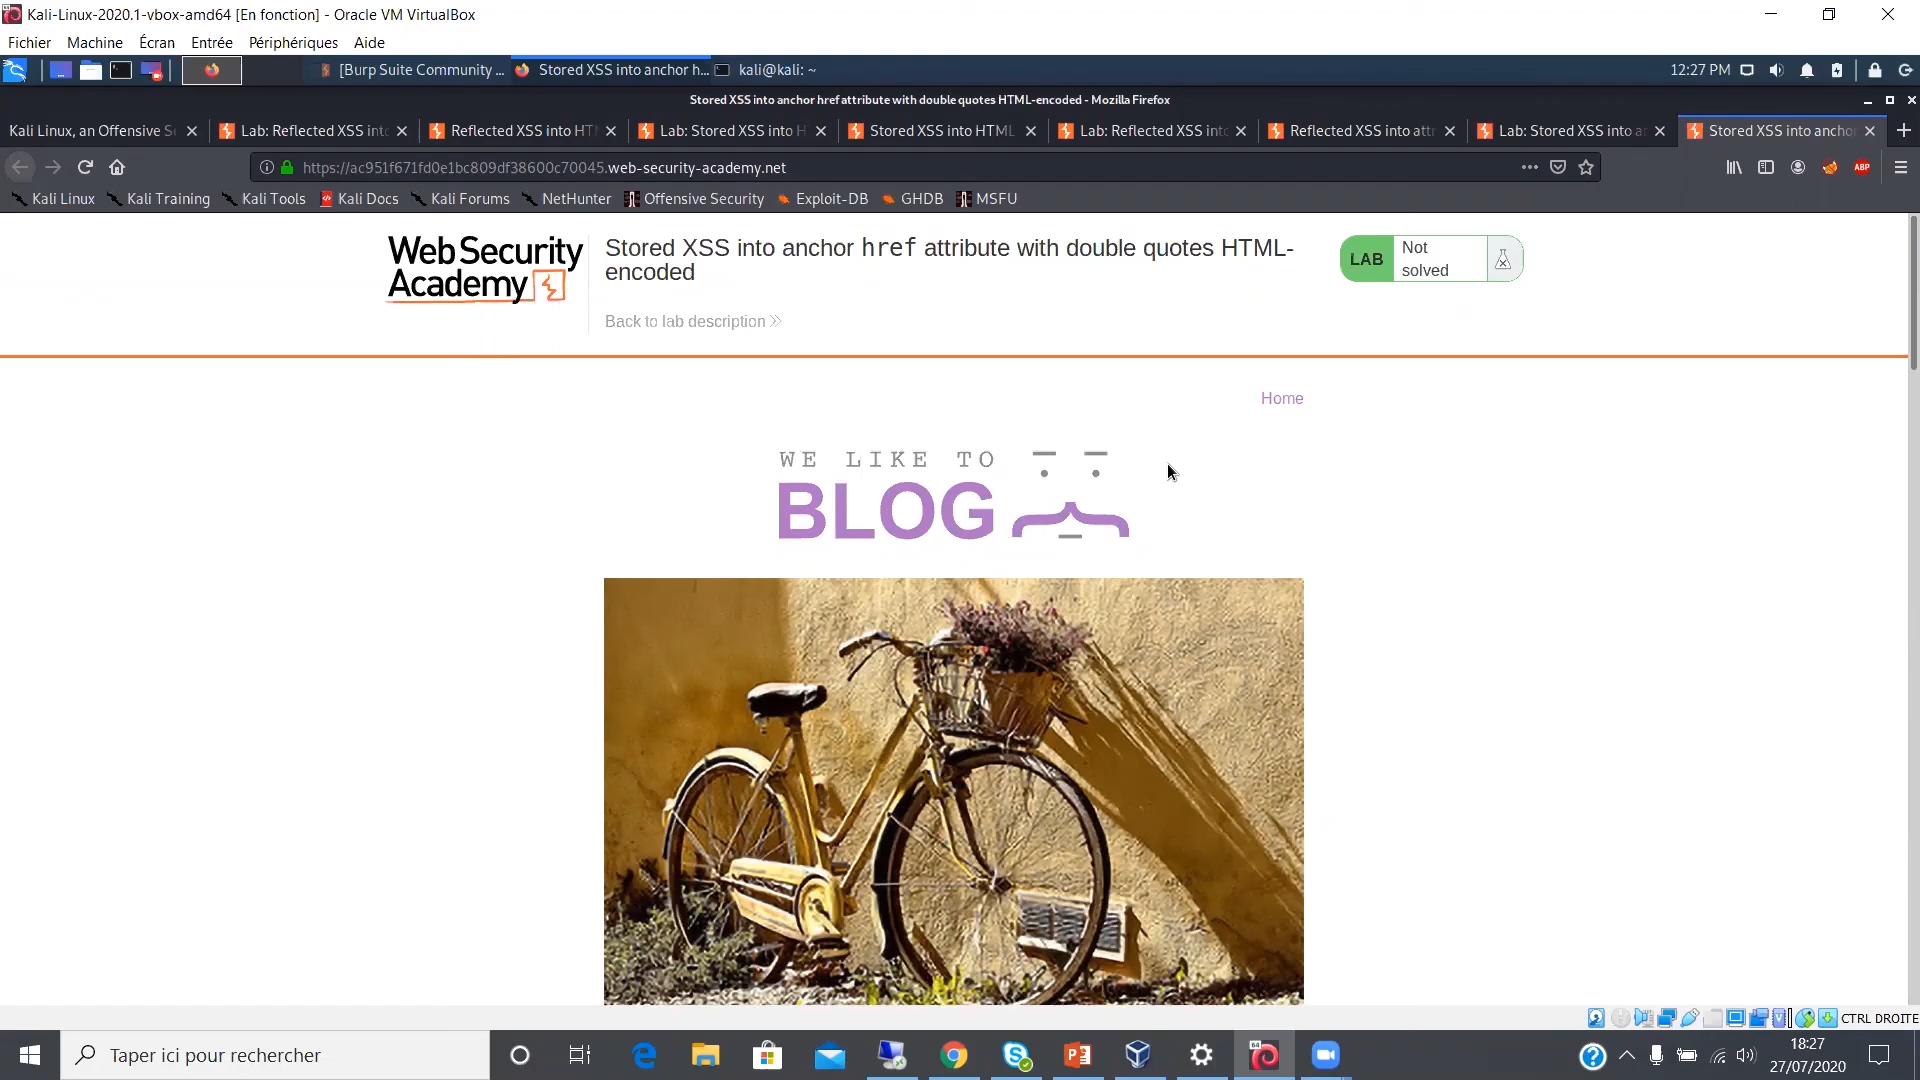 Kali-Linux-2020.1-vbox-amd64 [En fonction] - Oracle VM VirtualBox
Fichier Machine Écran Entrée Périphériques Aide
[Burp Suite Community ... Stored XSS into anchor h... kali@kali: ~ 12:27 PM
Stored XSS into anchor href attribute with double quotes HTML-encoded - Mozilla Firefox
Kali Linux, an Offensive S Lab: Reflected XSS into Reflected XSS into HT Lab: Stored XSS into H Stored XSS into HTML Lab: Reflected XSS into Reflected XSS into attr Lab: Stored XSS into a Stored XSS into ancho
https://ac951f671fd0e1bc809df38600c70045.web-security-academy.net ABP
Kali Linux Kali Training Kali Tools Kali Docs Kali Forums NetHunter Offensive Security Exploit-DB GHDB MSFU
Web Security
Academy
Stored XSS into anchor href attribute with double quotes HTML-
encoded
Back to lab description
LAB
Not
solved
Home
WE LIKE TO
BLOG
CTRL DROITE
Taper ici pour rechercher
18:27
27/07/2020